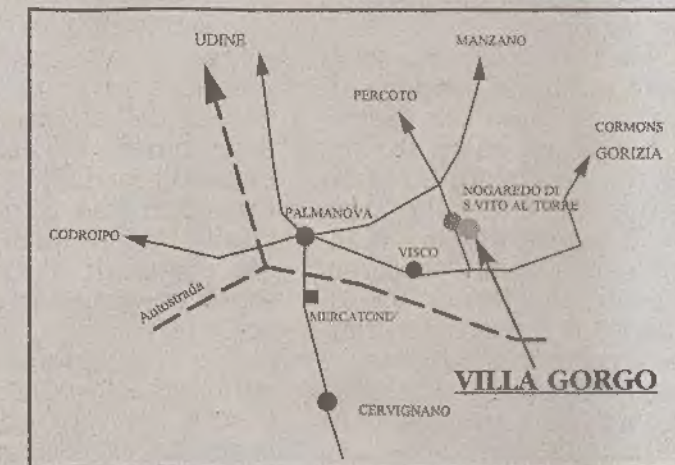 UDINE
MANZANO
PERCOTO
CORMONS
GORIZIA
NOGAREDO DI
S.VITO AL TORRE
PALMANOVA
CODROIPO
VISCO
Autostrada
MERCATONE
VILLA GORGO
CERVIGNANO